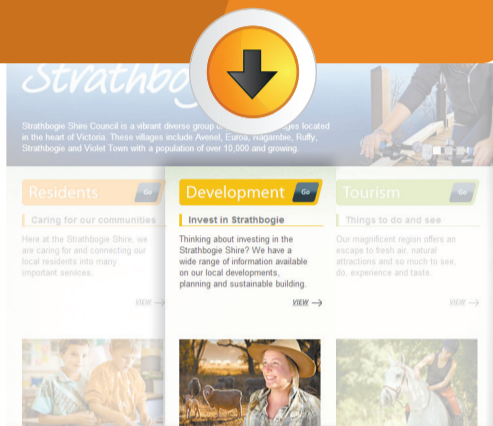 Strathbo
Strathbogie Shire Council is a vibrant diverse group o ges located
in the heart of Victoria. These villages include Avenel, Euroa, Nagambie, Ruffy,
Strathbogie and Violet Town with a population of over 10,000 and growing.
Residents Go
Caring for our communities
Here at the Strathbogie Shire, we
are caring for and connecting our
local residents into many
important services.
VIEW
Development Go
Invest in Strathbogie
Thinking about investing in the
Strathbogie Shire? We have a
wide range of information available
on our local developments,
planning and sustainable building.
VIEW
Tourism Go
Things to do and see
Our magnificent region offers an
escape to fresh air, natural
attractions and so much to see,
do, experience and taste.
VIEW